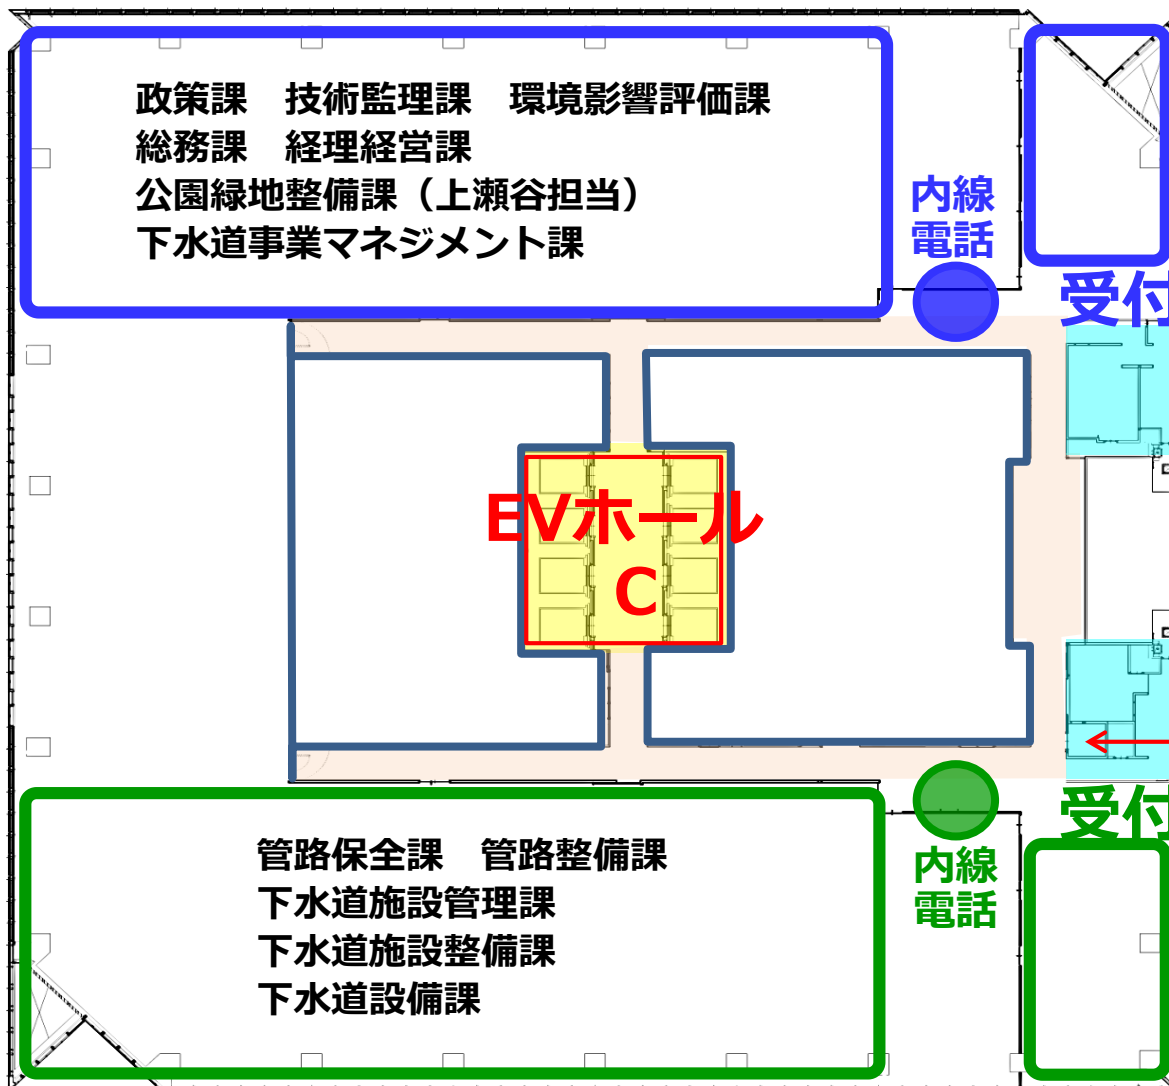 政策課　技術監理課　環境影響評価課
総務課　経理経営課
公園緑地整備課（上瀬谷担当）
下水道事業マネジメント課
内線
電話
受付
EVホール
C
受付
内線
電話
管路保全課　管路整備課
下水道施設管理課
下水道施設整備課
下水道設備課